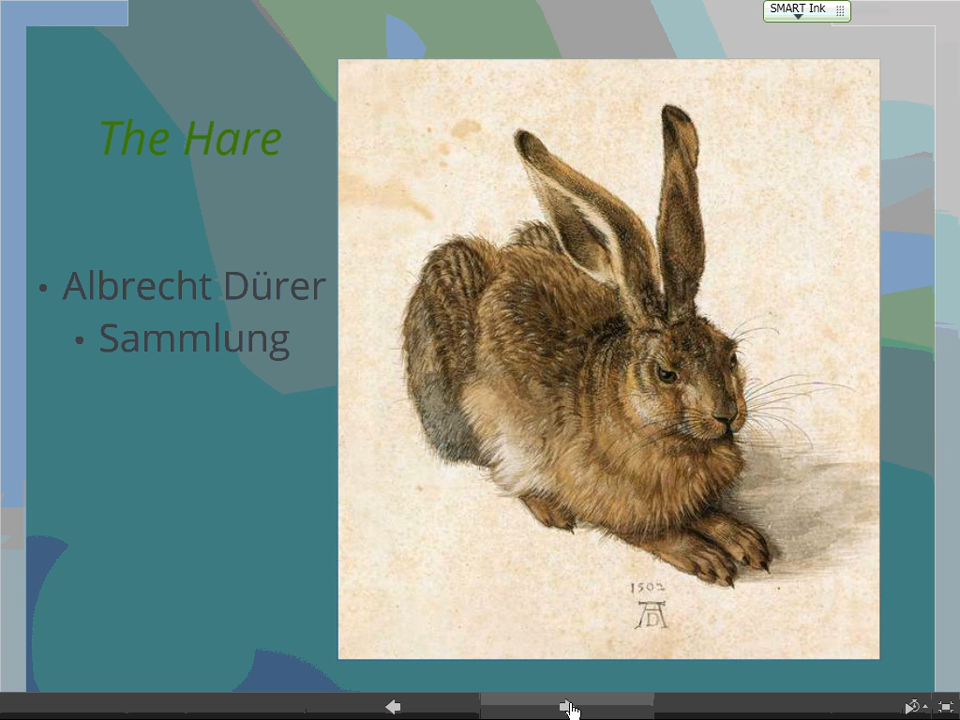 SMART Ink
The Hare
• Albrecht Dürer
• Sammlung
1502
AD